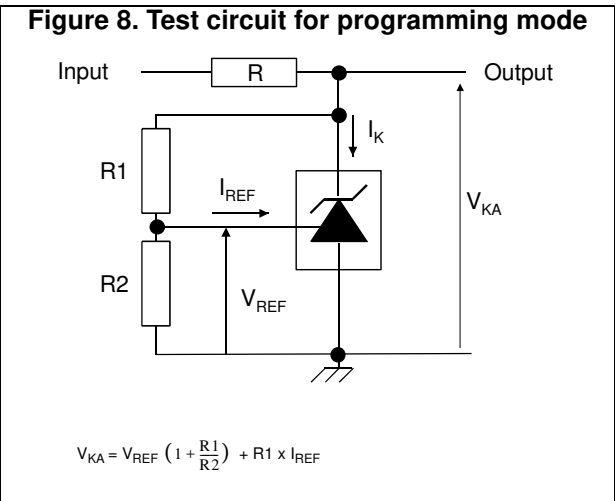 Figure 8. Test circuit for programming mode
Input
R
Output
I_K
R1
I_REF
V_KA
R2
V_REF
V_KA = V_REF (1 + R1/R2) + R1 x I_REF